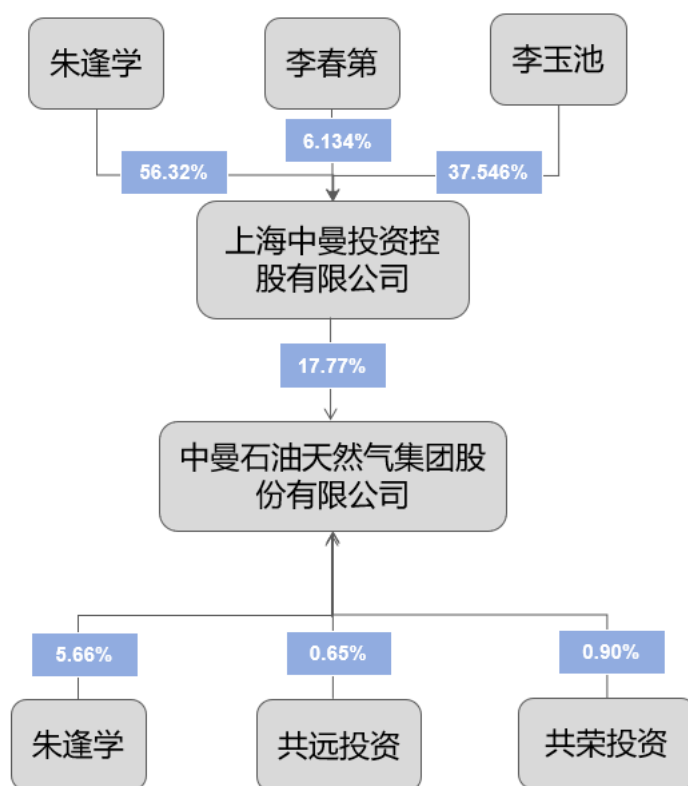 朱逢学
李春第
李玉池
6.134%
56.32%
37.546%
上海中曼投资控
股有限公司
17.77%
中曼石油天然气集团股
份有限公司
5.66%
0.65%
0.90%
朱逢学
共远投资
共荣投资